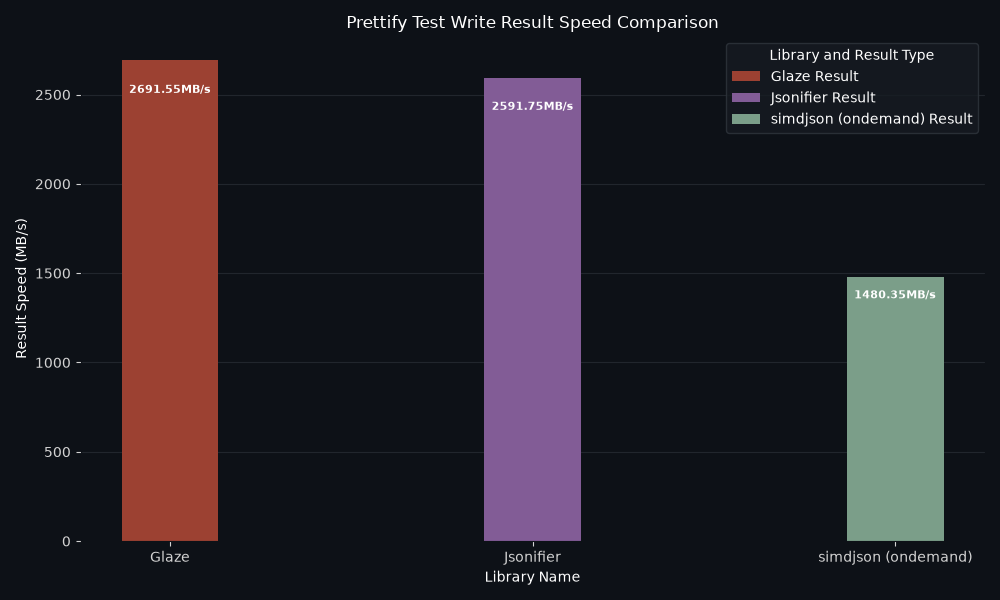 Prettify Test Write Result Speed Comparison
Library and Result Type
Glaze Result
Jsonifier Result
simdjson (ondemand) Result
2691.55MB/s
2591.75MB/s
1480.35MB/s
Result Speed (MB/s)
2500
2000
1500
1000
500
0
Glaze
Jsonifier
simdjson (ondemand)
Library Name